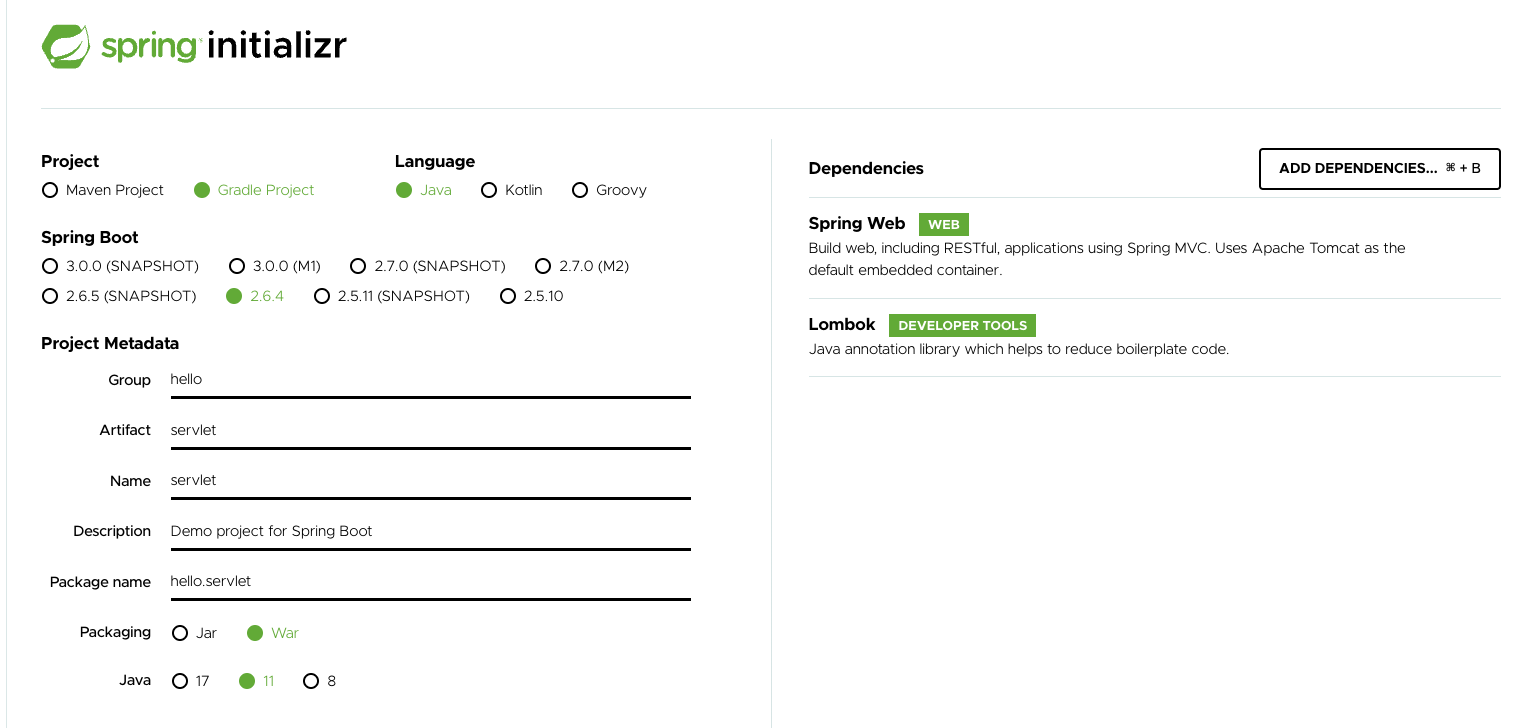 spring initializr
Project
Maven Project Gradle Project
Language
Java Kotlin Groovy
Spring Boot
3.0.0 (SNAPSHOT) 3.0.0 (M1) 2.7.0 (SNAPSHOT) 2.7.0 (M2)
2.6.5 (SNAPSHOT) 2.6.4 2.5.11 (SNAPSHOT) 2.5.10
Project Metadata
Group hello
Artifact servlet
Name servlet
Description Demo project for Spring Boot
Package name hello.servlet
Packaging Jar War
Java 17 11 8
Dependencies
ADD DEPENDENCIES... ⌘ + B
Spring Web WEB
Build web, including RESTful, applications using Spring MVC. Uses Apache Tomcat as the
default embedded container.
Lombok DEVELOPER TOOLS
Java annotation library which helps to reduce boilerplate code.